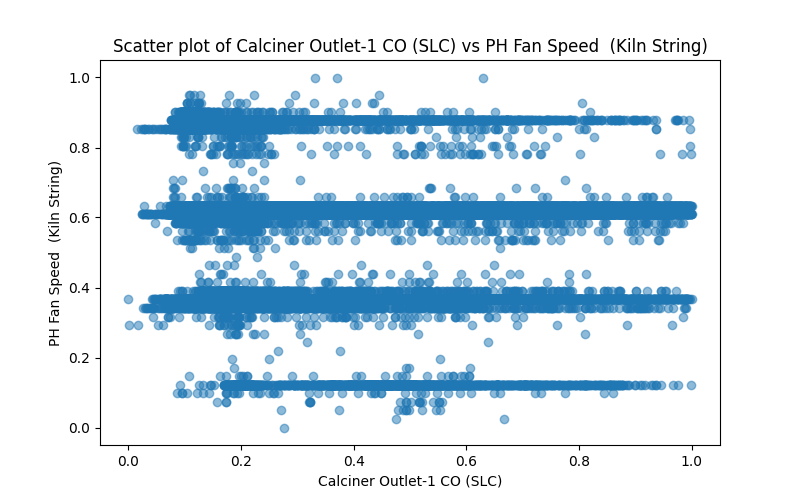 Scatter plot of Calciner Outlet-1 CO (SLC) vs PH Fan Speed  (Kiln String)
1.0
0.8
0.6
0.4
0.2
0.0
PH Fan Speed  (Kiln String)
0.0 0.2 0.4 0.6 0.8 1.0
Calciner Outlet-1 CO (SLC)